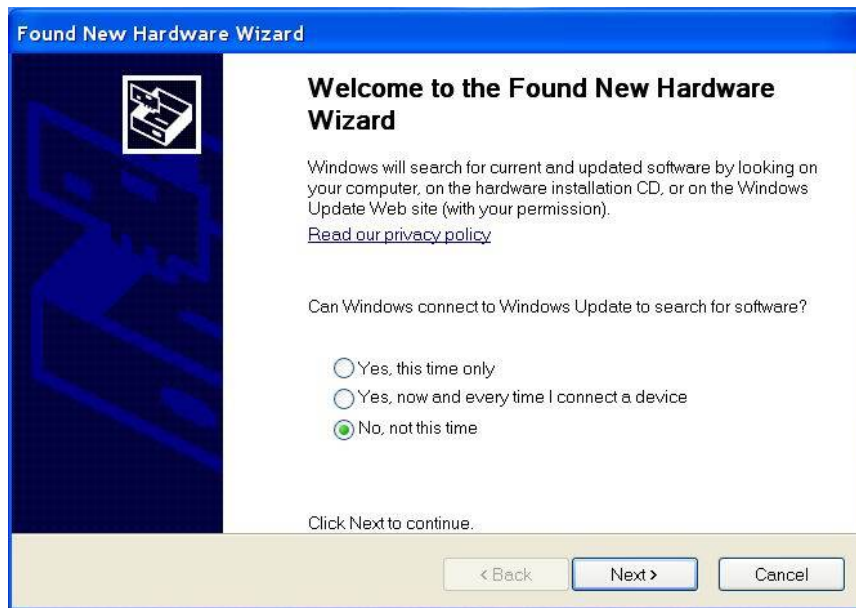 Found New Hardware Wizard
Welcome to the Found New Hardware
Wizard
Windows will search for current and updated software by looking on
your computer, on the hardware installation CD, or on the Windows
Update Web site (with your permission).
Read our privacy policy
Can Windows connect to Windows Update to search for software?
Yes, this time only
Yes, now and every time I connect a device
No, not this time
Click Next to continue.
< Back Next > Cancel